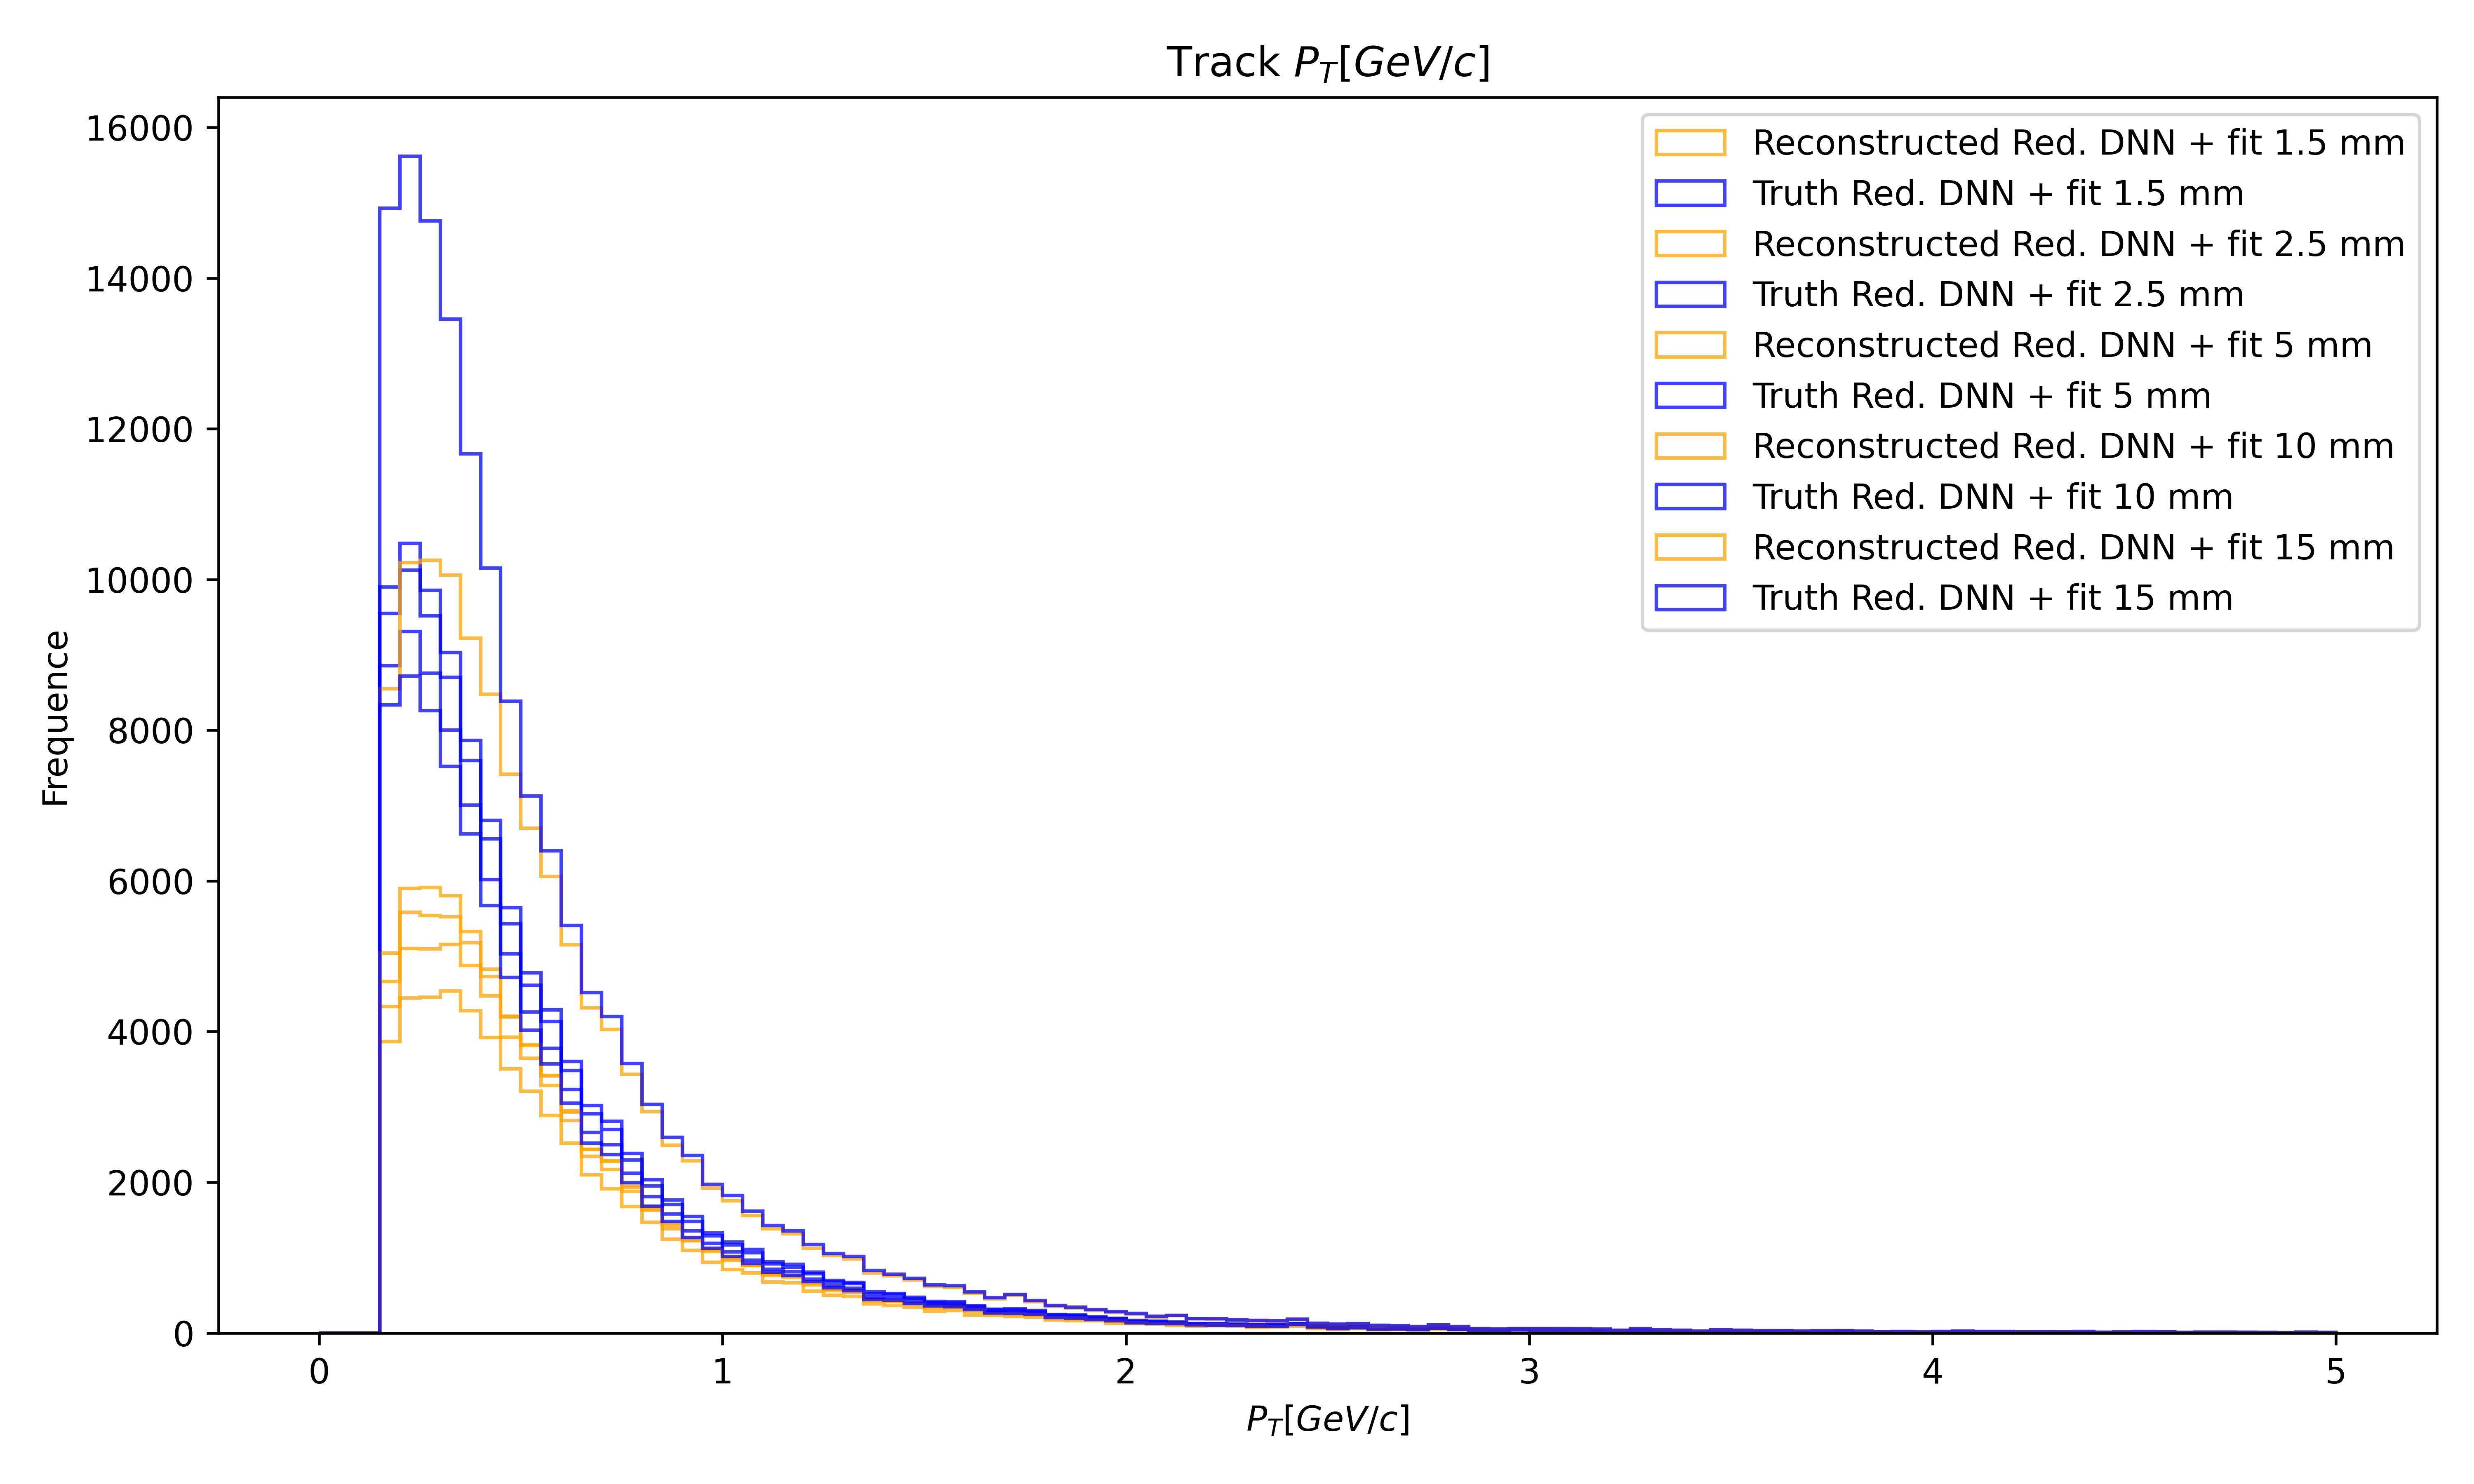 Track P_T[GeV/c]
16000
14000
12000
10000
8000
6000
4000
2000
0
Frequence
Reconstructed Red. DNN + fit 1.5 mm
Truth Red. DNN + fit 1.5 mm
Reconstructed Red. DNN + fit 2.5 mm
Truth Red. DNN + fit 2.5 mm
Reconstructed Red. DNN + fit 5 mm
Truth Red. DNN + fit 5 mm
Reconstructed Red. DNN + fit 10 mm
Truth Red. DNN + fit 10 mm
Reconstructed Red. DNN + fit 15 mm
Truth Red. DNN + fit 15 mm
0 1 2 3 4 5
P_T[GeV/c]